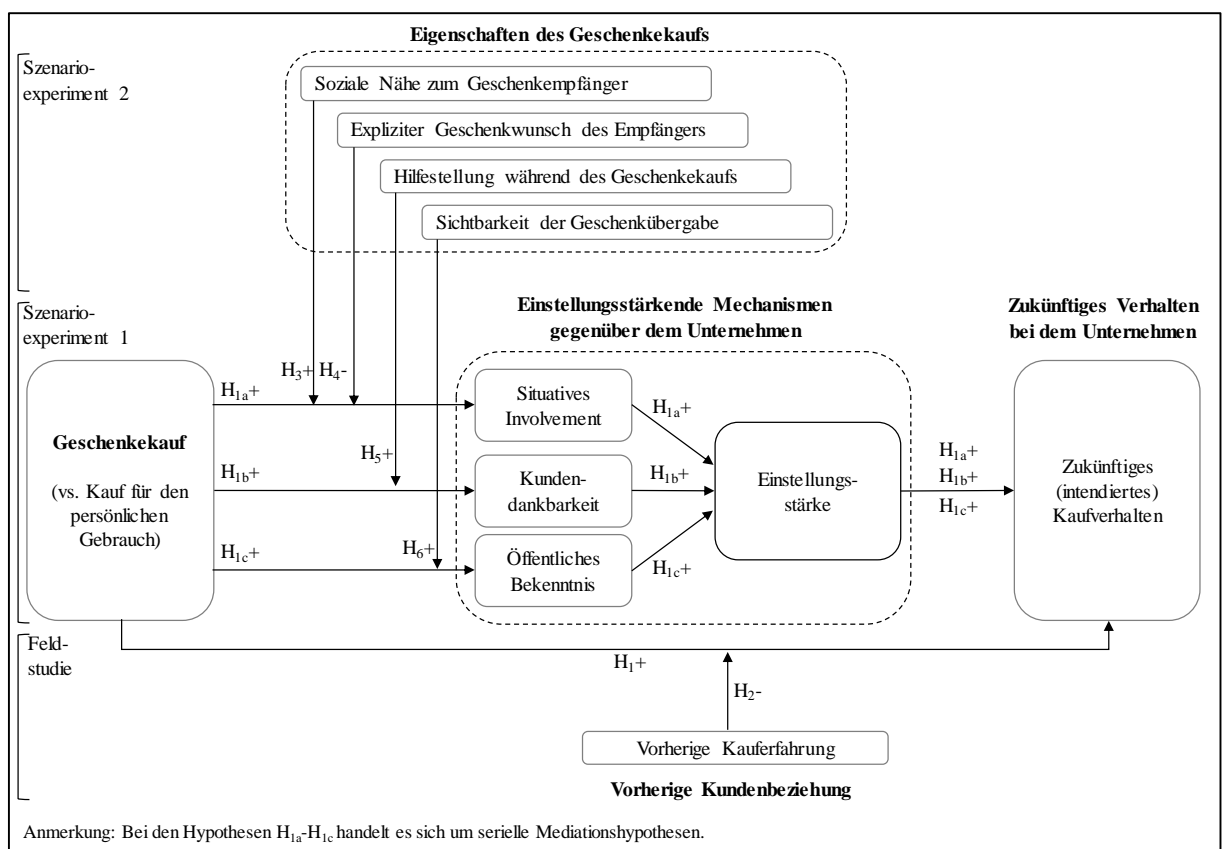 Eigenschaften des Geschenkekaufs
Szenario-
experiment 2
Soziale Nähe zum Geschenkempfänger
Expliziter Geschenkwunsch des Empfängers
Hilfestellung während des Geschenkekaufs
Sichtbarkeit der Geschenkübergabe
Szenario-
experiment 1
Einstellungsstärkende Mechanismen
gegenüber dem Unternehmen
Zukünftiges Verhalten
bei dem Unternehmen
H3+ H4-
H1a+
Situatives
Involvement
H1a+
Geschenkekauf
(vs. Kauf für den
persönlichen
Gebrauch)
H5+
H1b+
Kunden-
dankbarkeit
H1b+
Einstellungs-
stärke
H1a+
H1b+
H1c+
Zukünftiges
(intendiertes)
Kaufverhalten
H6+
H1c+
Öffentliches
Bekenntnis
H1c+
Feld-
studie
H1+
H2-
Vorherige Kauferfahrung
Vorherige Kundenbeziehung
Anmerkung: Bei den Hypothesen H1a-H1c handelt es sich um serielle Mediationshypothesen.